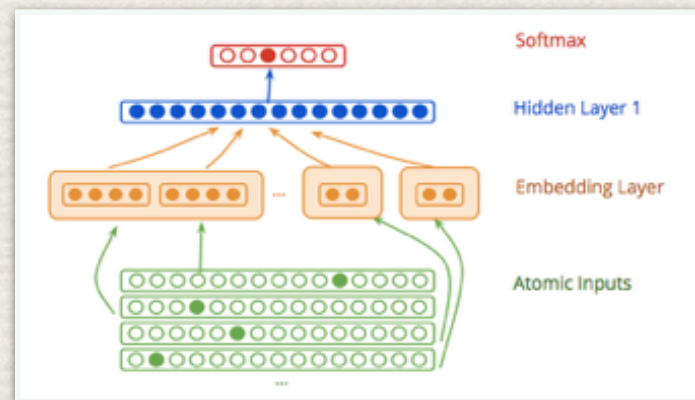 Softmax
Hidden Layer 1
...
Embedding Layer
Atomic Inputs
...